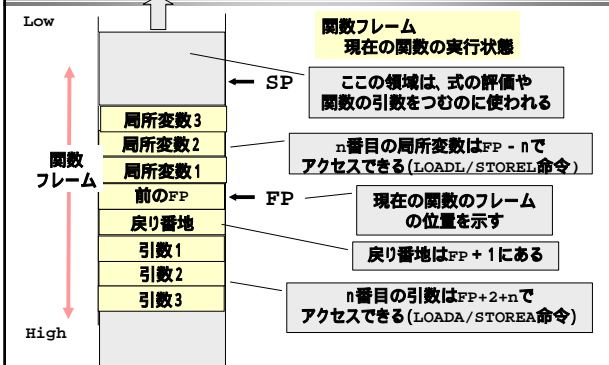 Low
関数フレーム
現在の関数の実行状態
SP
ここの領域は、式の評価や
関数の引数をつむのに使われる
局所変数3
局所変数2
局所変数1
n番目の局所変数はFP - nで
アクセスできる(LOADL/STOREL命令)
関数
フレーム
前のFP
FP
現在の関数のフレーム
の位置を示す
戻り番地
戻り番地はFP + 1にある
引数1
引数2
引数3
n番目の引数はFP+2+nで
アクセスできる(LOADA/STOREA命令)
High